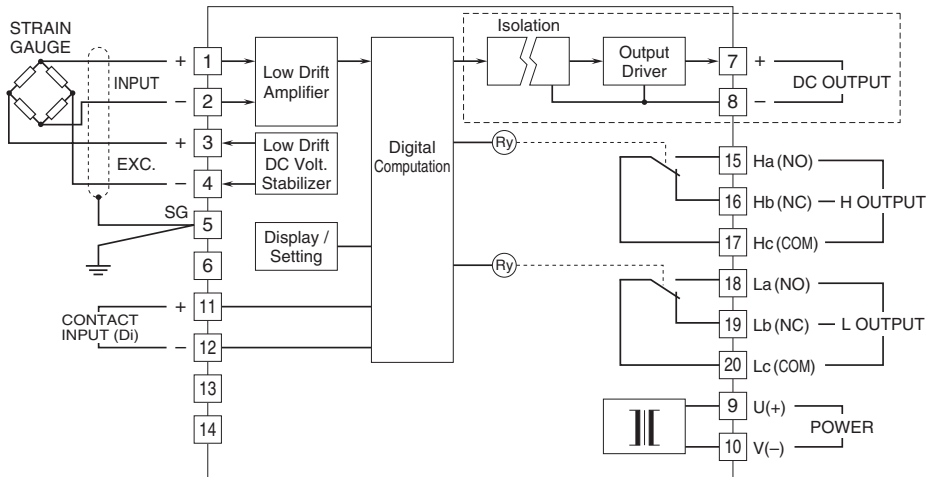 STRAIN
GAUGE
INPUT
+ 1
− 2
EXC.
+ 3
− 4
SG
5
6
CONTACT
INPUT (Di)
+ 11
− 12
13
14
Low Drift
Amplifier
Low Drift
DC Volt.
Stabilizer
Display /
Setting
Digital
Computation
Isolation
Output
Driver
7 +
8 −
DC OUTPUT
Ry
15 Ha (NO)
16 Hb (NC)
H OUTPUT
17 Hc (COM)
Ry
18 La (NO)
19 Lb (NC)
L OUTPUT
20 Lc (COM)
9 U(+)
POWER
10 V(–)